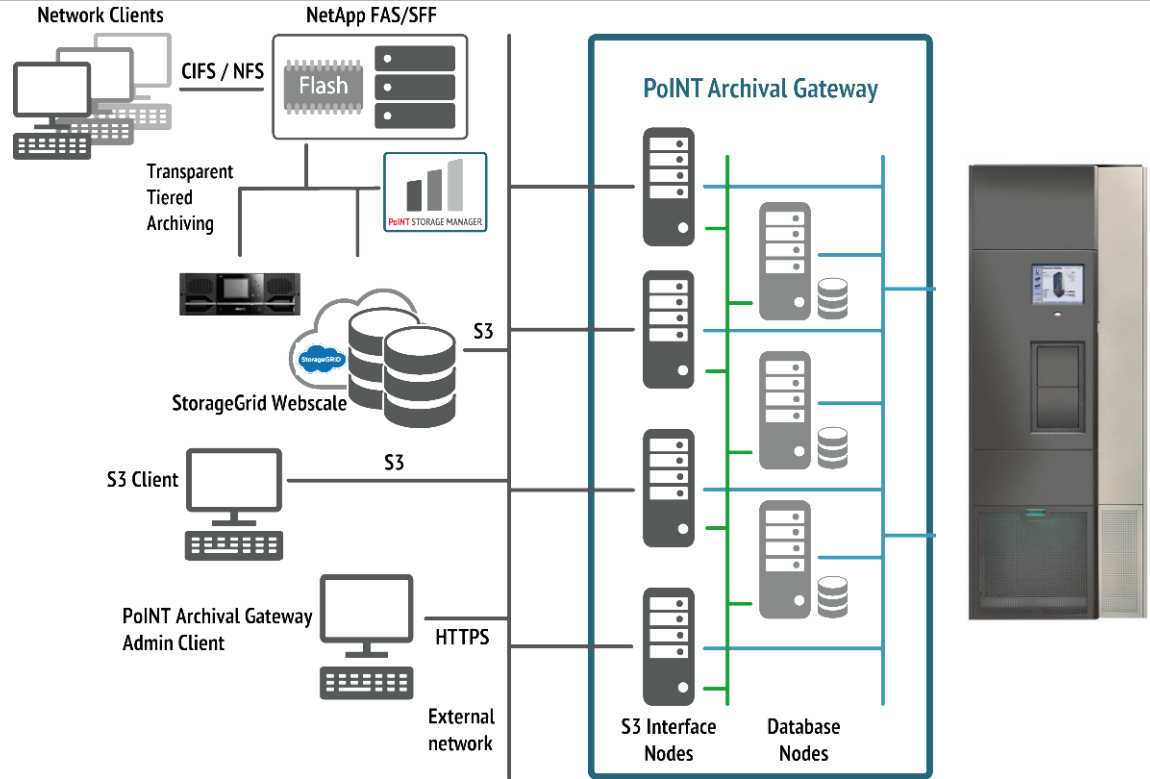 Network Clients
NetApp FAS/SFF
CIFS / NFS
Flash
PoINT Archival Gateway
Transparent
Tiered
Archiving
PoINT STORAGE MANAGER
S3
StorageGRID
StorageGrid Webscale
S3 Client
S3
PoINT Archival Gateway
Admin Client
HTTPS
External
network
S3 Interface
Nodes
Database
Nodes